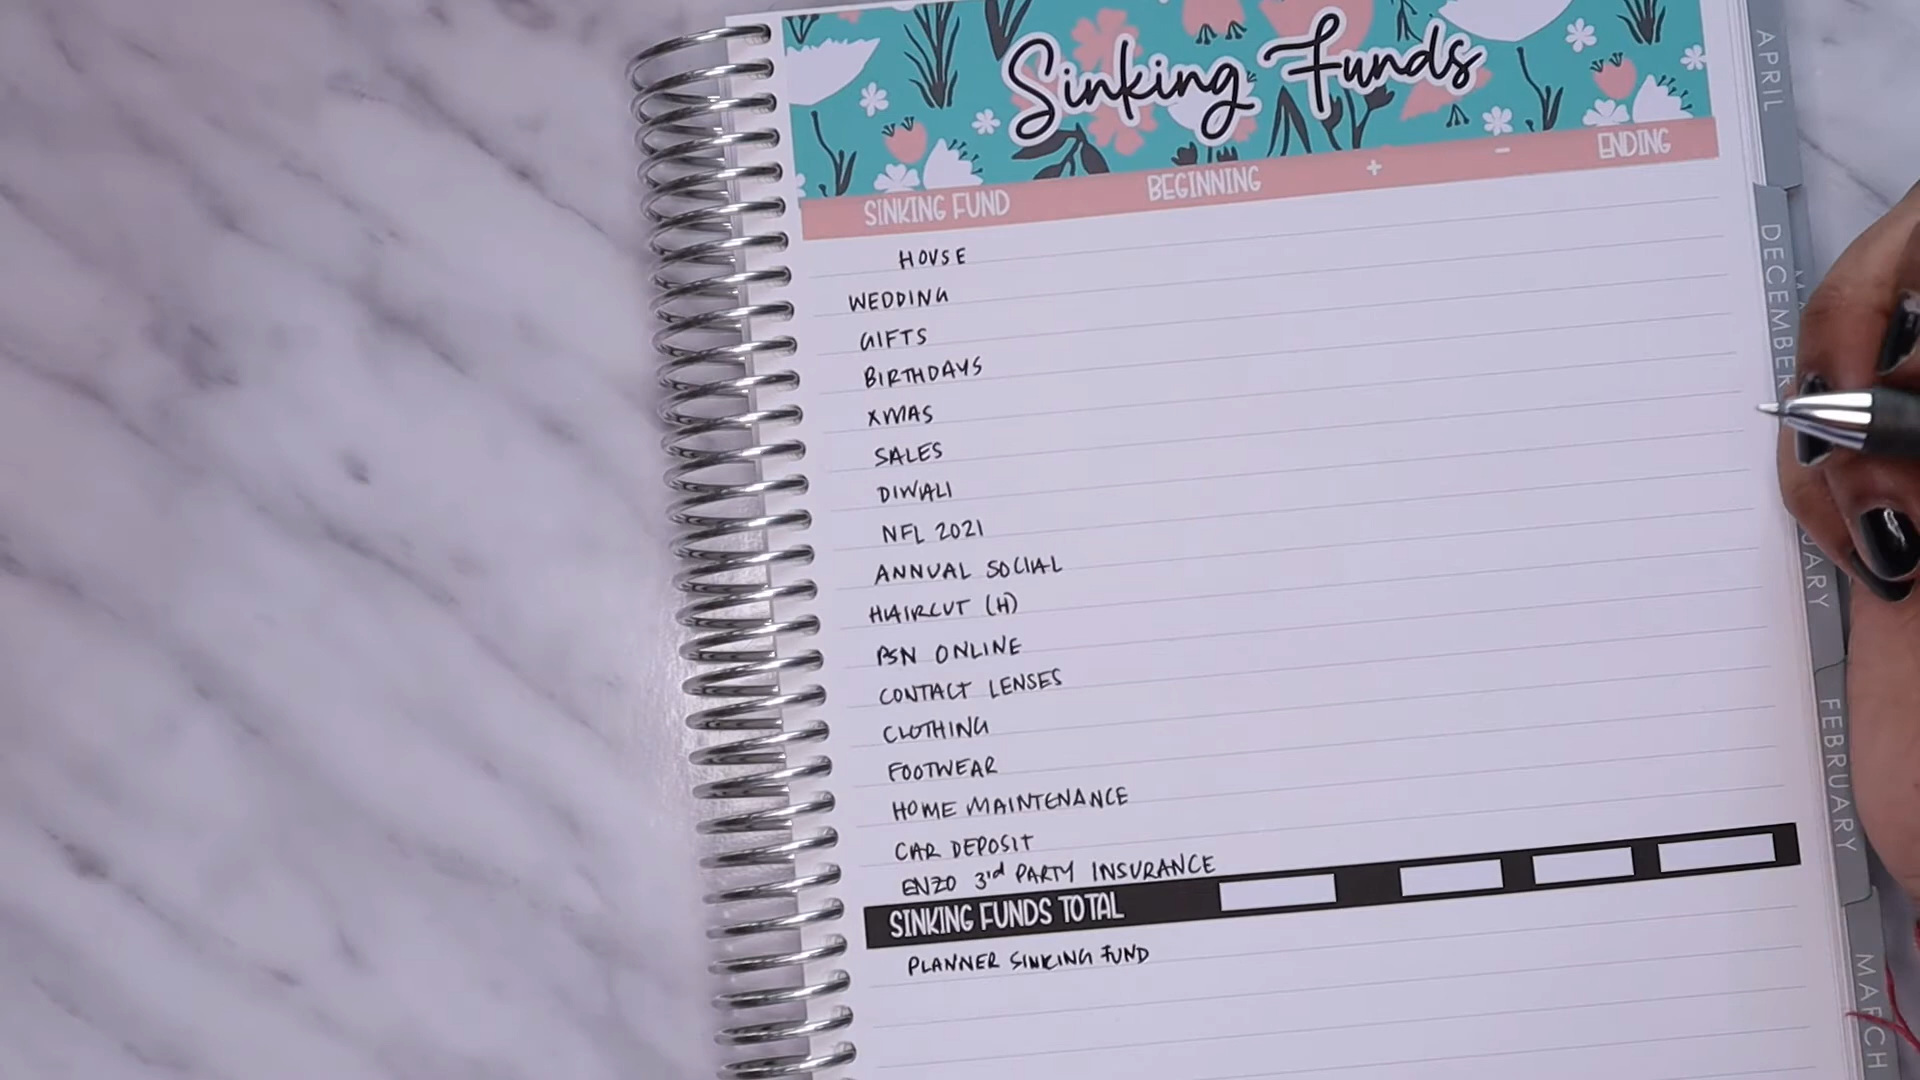 Sinking Funds
SINKING FUND BEGINNING + - ENDING
HOUSE
WEDDING
GIFTS
BIRTHDAYS
XMAS
SALES
DIWALI
NFL 2021
ANNUAL SOCIAL
HAIRCUT (H)
PSN ONLINE
CONTACT LENSES
CLOTHING
FOOTWEAR
HOME MAINTENANCE
CAR DEPOSIT
ENZO 3rd PARTY INSURANCE
SINKING FUNDS TOTAL
PLANNER SINKING FUND
APRIL
DECEMBER
UARY
FEBRUARY
MARCH